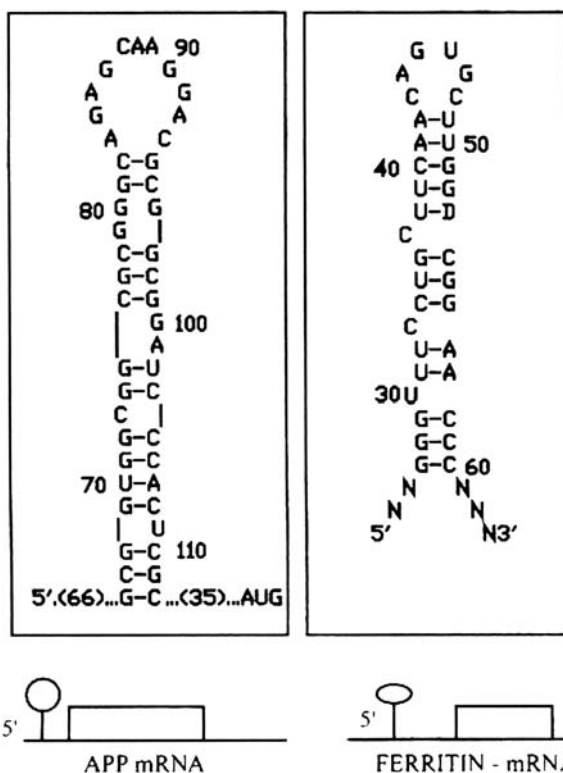 CAA 90
G G
A G
G A
A C
C-G
G-C
80 G-G
G
C-G
G-C
C-G
G 100
A
G-U
G-C
C
G-C
G-C
70 U-A
G-C
U
G-C 110
C-G
5'.(66)...G-C...(35)...AUG
G U
A G
C C
A-U
A-U 50
40 C-G
U-G
U-D
C
G-C
U-G
C-G
C
U-A
U-A
30 U
G-C
G-C
G-C 60
N N
N N
5' N3'
5'
APP mRNA
5'
FERRITIN - mRNA